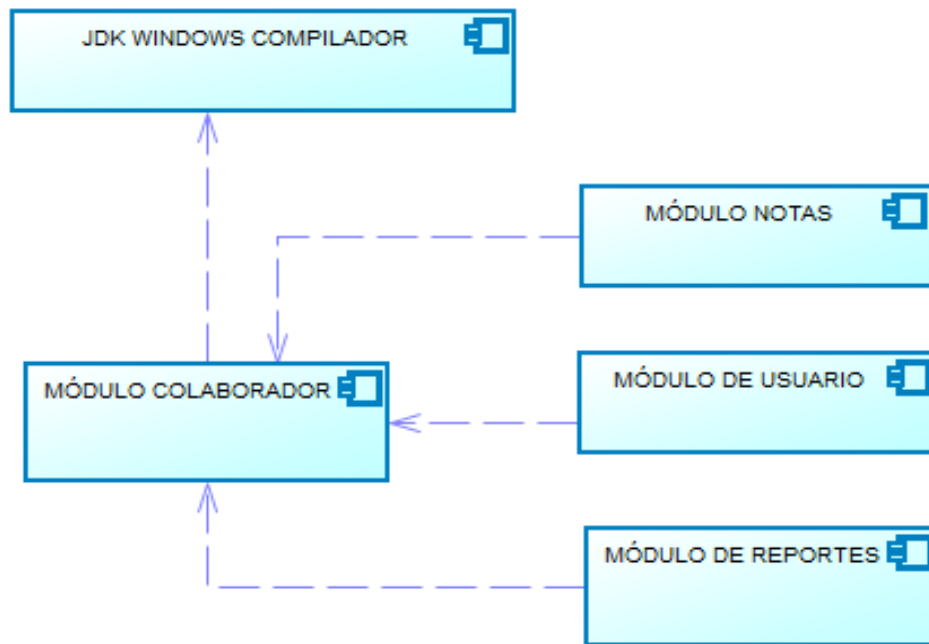 JDK WINDOWS COMPILADOR
MÓDULO NOTAS
MÓDULO DE USUARIO
MÓDULO COLABORADOR
MÓDULO DE REPORTES